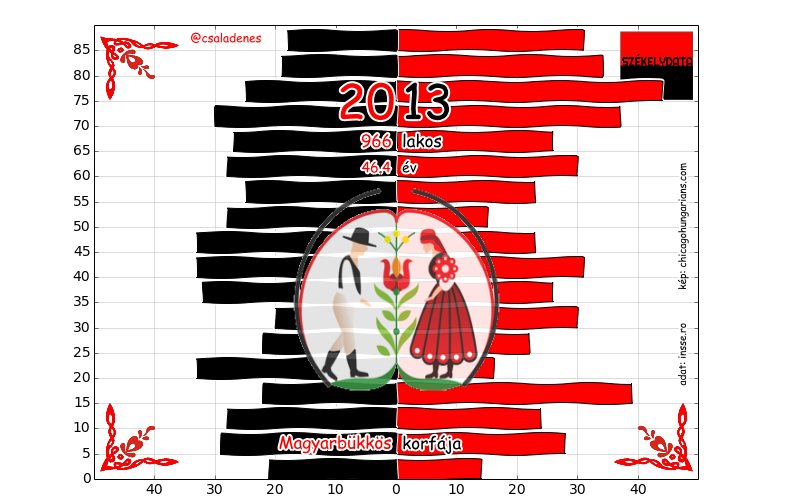 @csaladenes
SZÉKELYDATA
2013
966 lakos
46.4 év
kép: chicagohungarians.com
adat: insse.ro
Magyarbükkös korfája
85
80
75
70
65
60
55
50
45
40
35
30
25
20
15
10
5
0
40 30 20 10 0 10 20 30 40